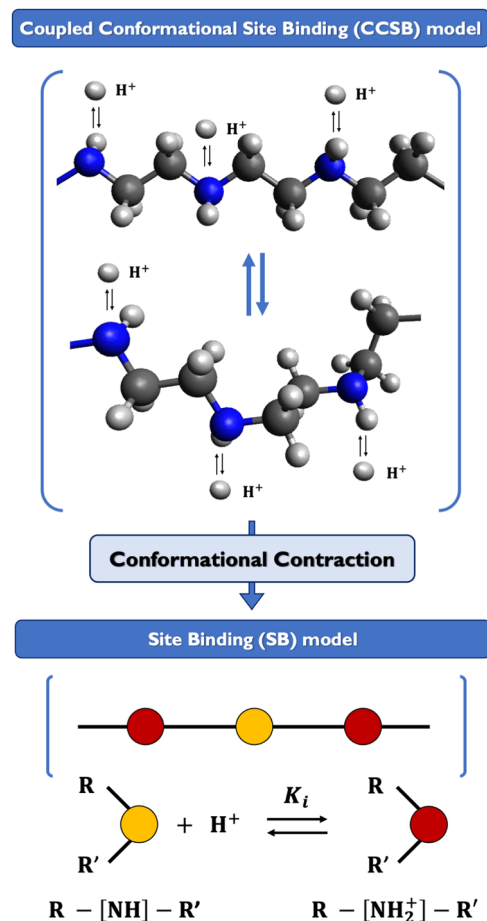 Coupled Conformational Site Binding (CCSB) model
H⁺
H⁺
H⁺
H⁺
H⁺
H⁺
Conformational Contraction
Site Binding (SB) model
R
R'
+ H⁺
Kᵢ
R
R'
R – [NH] – R'
R – [NH₂⁺] – R'